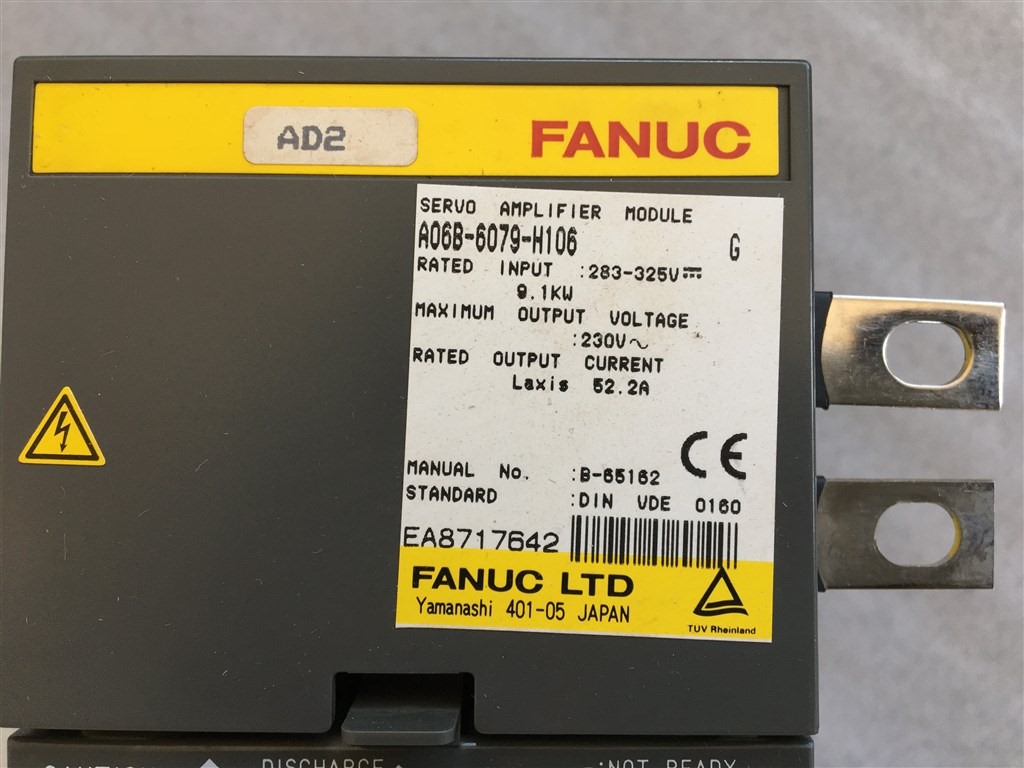 AD2
FANUC
SERVO AMPLIFIER MODULE
A06B-6079-H106 G
RATED INPUT :283-325V⎓
9.1KW
MAXIMUM OUTPUT VOLTAGE
:230V~
RATED OUTPUT CURRENT
Laxis 52.2A
CE
MANUAL No. :B-65162
STANDARD :DIN VDE 0160
EA8717642
FANUC LTD
Yamanashi 401-05 JAPAN
TUV Rheinland
CAUTION DISCHARGE :NOT READY